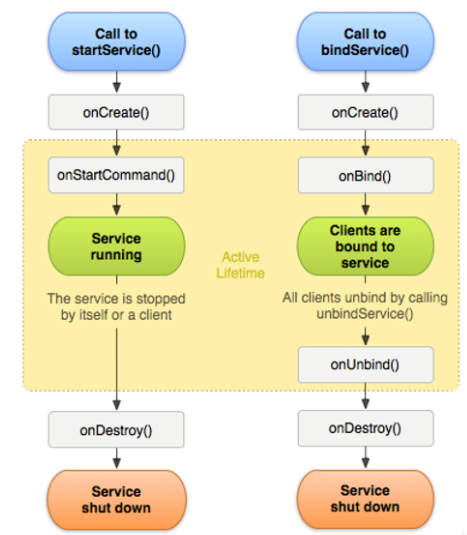 Call to
startService()
onCreate()
onStartCommand()
Service
running
The service is stopped
by itself or a client
onDestroy()
Service
shut down
Active
Lifetime
Call to
bindService()
onCreate()
onBind()
Clients are
bound to
service
All clients unbind by calling
unbindService()
onUnbind()
onDestroy()
Service
shut down